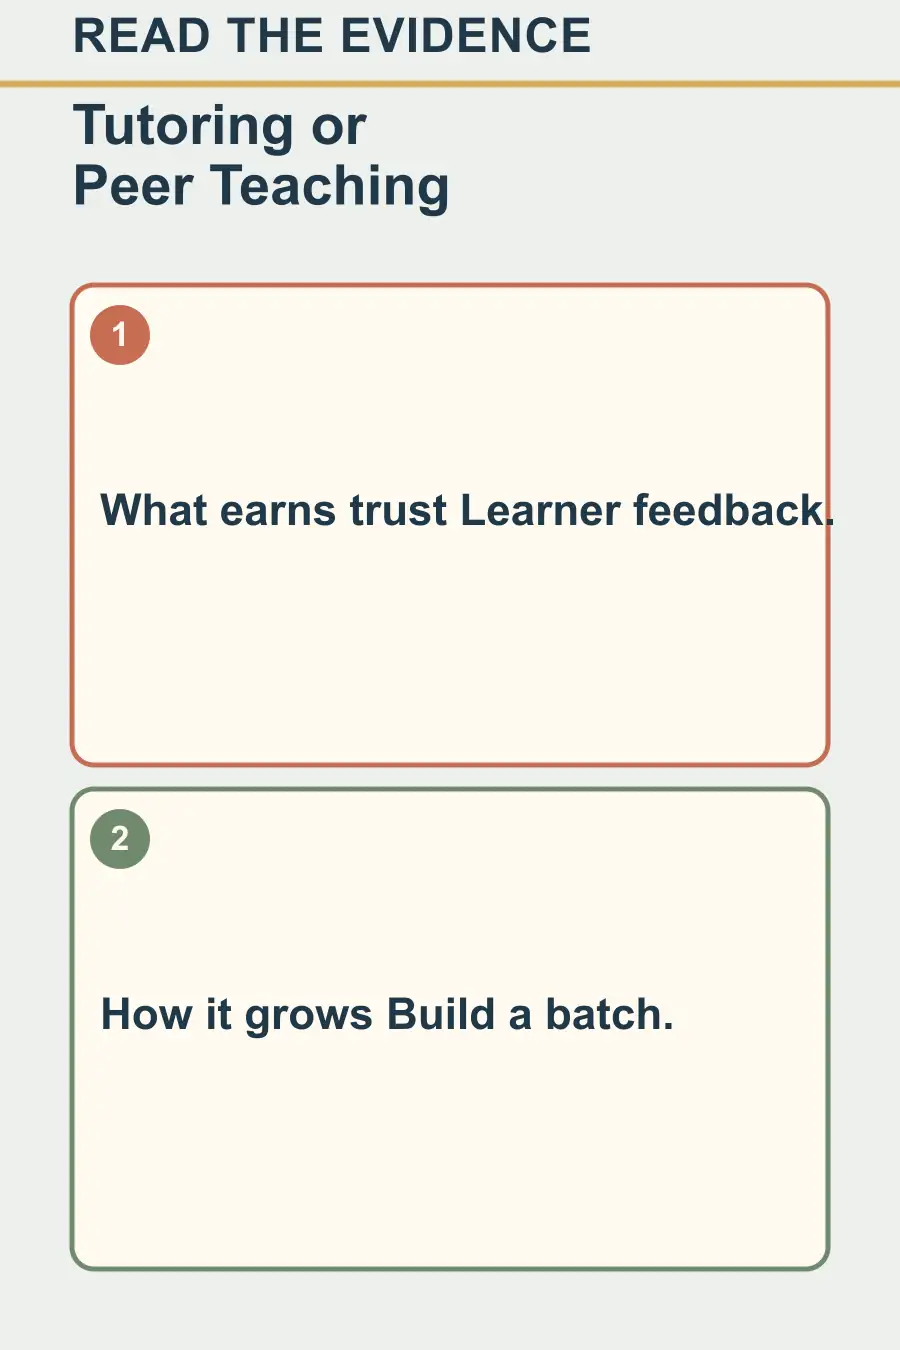 READ THE EVIDENCE
Tutoring or
Peer Teaching
1
What earns trust Learner feedback.
2
How it grows Build a batch.